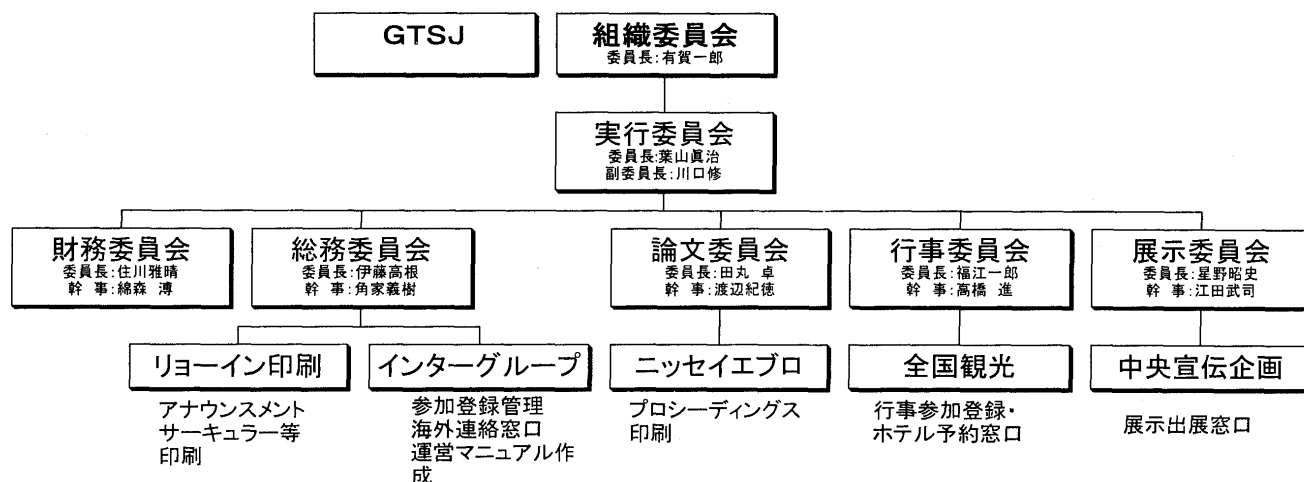 GTSJ
組織委員会
委員長:有賀一郎
実行委員会
委員長:葉山眞治
副委員長:川口修
財務委員会
委員長:住川雅晴
幹 事:綿森 溥
総務委員会
委員長:伊藤高根
幹 事:角家義樹
論文委員会
委員長:田丸 卓
幹 事:渡辺紀徳
行事委員会
委員長:福江一郎
幹 事:高橋 進
展示委員会
委員長:星野昭史
幹 事:江田武司
リョーイン印刷
アナウンスメント
サーキュラー等
印刷
インターグループ
参加登録管理
海外連絡窓口
運営マニュアル作
成
ニッセイエブロ
プロシーディングス
印刷
全国観光
行事参加登録・
ホテル予約窓口
中央宣伝企画
展示出展窓口